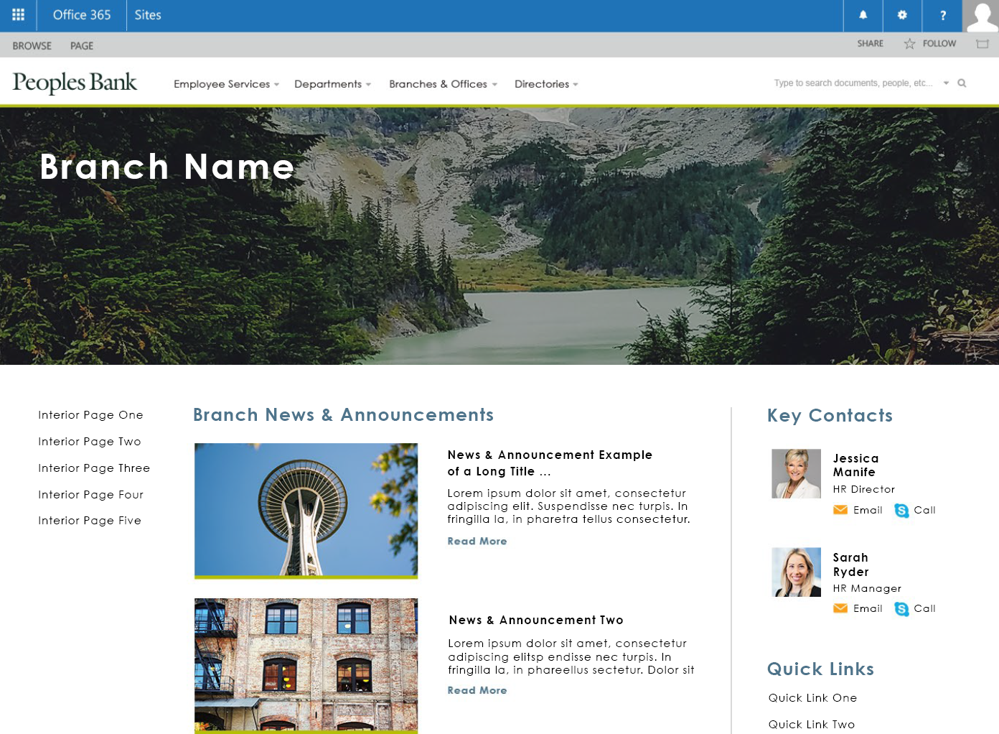 Office 365
Sites
?
BROWSE
PAGE
SHARE
FOLLOW
Peoples Bank
Employee Services
Departments
Branches & Offices
Directories
Type to search documents, people, etc...
Branch Name
Interior Page One
Interior Page Two
Interior Page Three
Interior Page Four
Interior Page Five
Branch News & Announcements
News & Announcement Example
of a Long Title ...
Lorem ipsum dolor sit amet, consectetur
adipiscing elit. Suspendisse nec turpis. In
fringilla la, in pharetra tellus consectetur.
Read More
News & Announcement Two
Lorem ipsum dolor sit amet, consectetur
adipiscing elitsp endisse nec turpis. In
fringilla la, in phareellus sectetur. Dolor sit
Read More
Key Contacts
Jessica
Manife
HR Director
Email
S
Call
Sarah
Ryder
HR Manager
Email
S
Call
Quick Links
Quick Link One
Quick Link Two